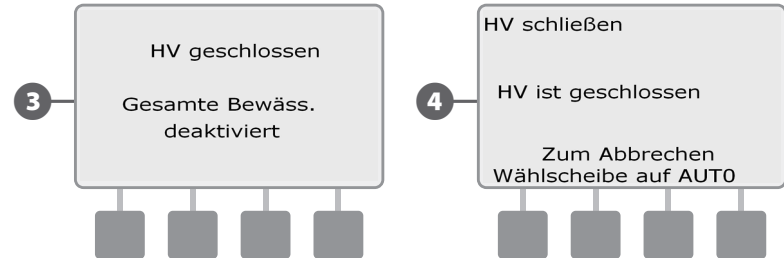 3
HV geschlossen
Gesamte Bewäss.
deaktiviert
4
HV schließen
HV ist geschlossen
Zum Abbrechen
Wählscheibe auf AUT0